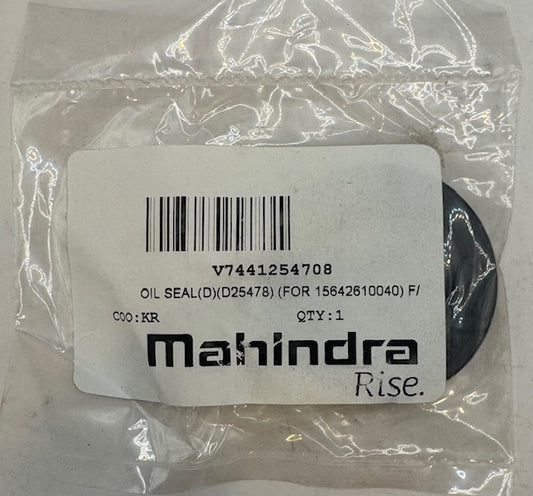 V7441254708
OIL SEAL(D)(D25478) (FOR 15642610040) F/
COO:KR QTY:1
Mahindra
Rise.